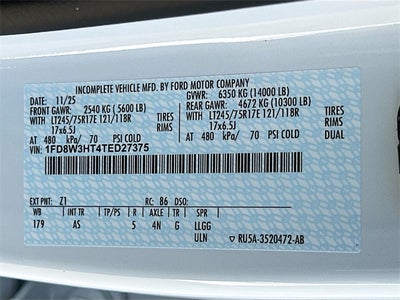 INCOMPLETE VEHICLE MFD. BY FORD MOTOR COMPANY
DATE: 11/25 GVWR: 6350 KG (14000 LB)
FRONT GAWR: 2540 KG ( 5600 LB) 1ST REAR GAWR: 4672 KG (10300 LB)
WITH LT245/75R17E 121/118R TIRES WITH LT245/75R17E 121/118R TIRES
17x6.5J RIMS 17x6.5J RIMS
AT 480 kPa/ 70 PSI COLD AT 480 kPa/ 70 PSI COLD DUAL
VIN: 1FD8W3HT4TED27375
EXT PNT: Z1 RC: 86 DSO:
WB INT TR TP/PS R AXLE TR SPR
179 AS 5 4N G LLGG
ULN RU5A-3520472-AB